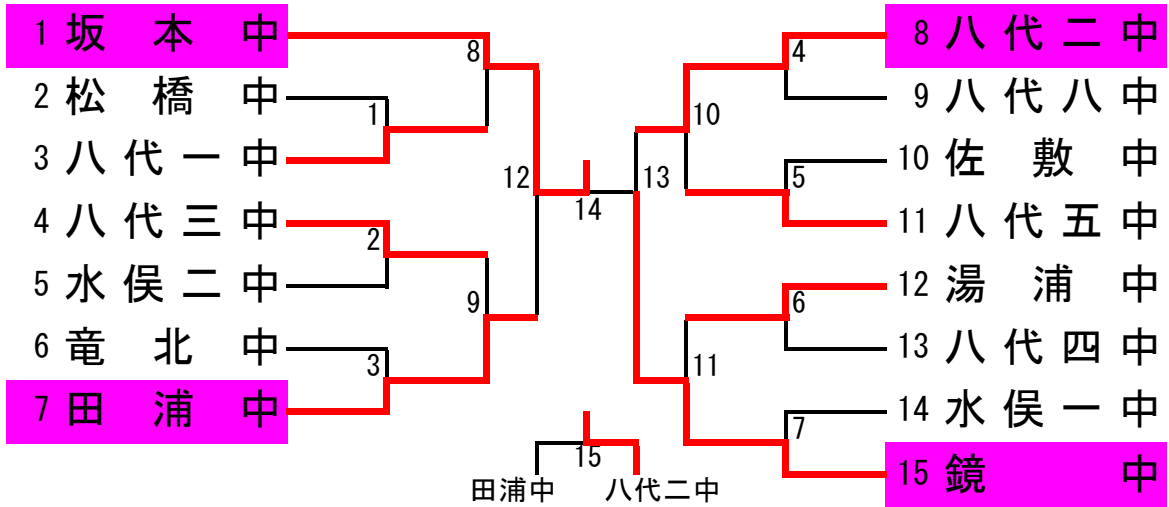 1 坂本中
2 松橋中
3 八代一中
4 八代三中
5 水俣二中
6 竜北中
7 田浦中
8
1
2
9
3
12
14
13
10
4
5
6
11
7
15
田浦中 八代二中
8 八代二中
9 八代八中
10 佐敷中
11 八代五中
12 湯浦中
13 八代四中
14 水俣一中
15 鏡中